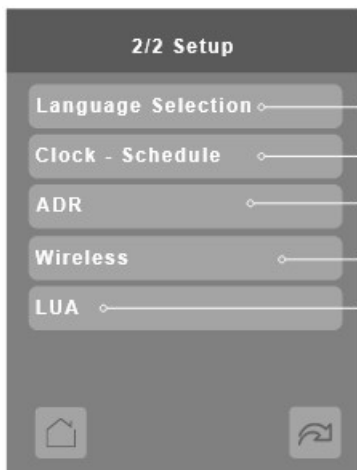 2/2 Setup
Language Selection
Clock - Schedule
ADR
Wireless
LUA